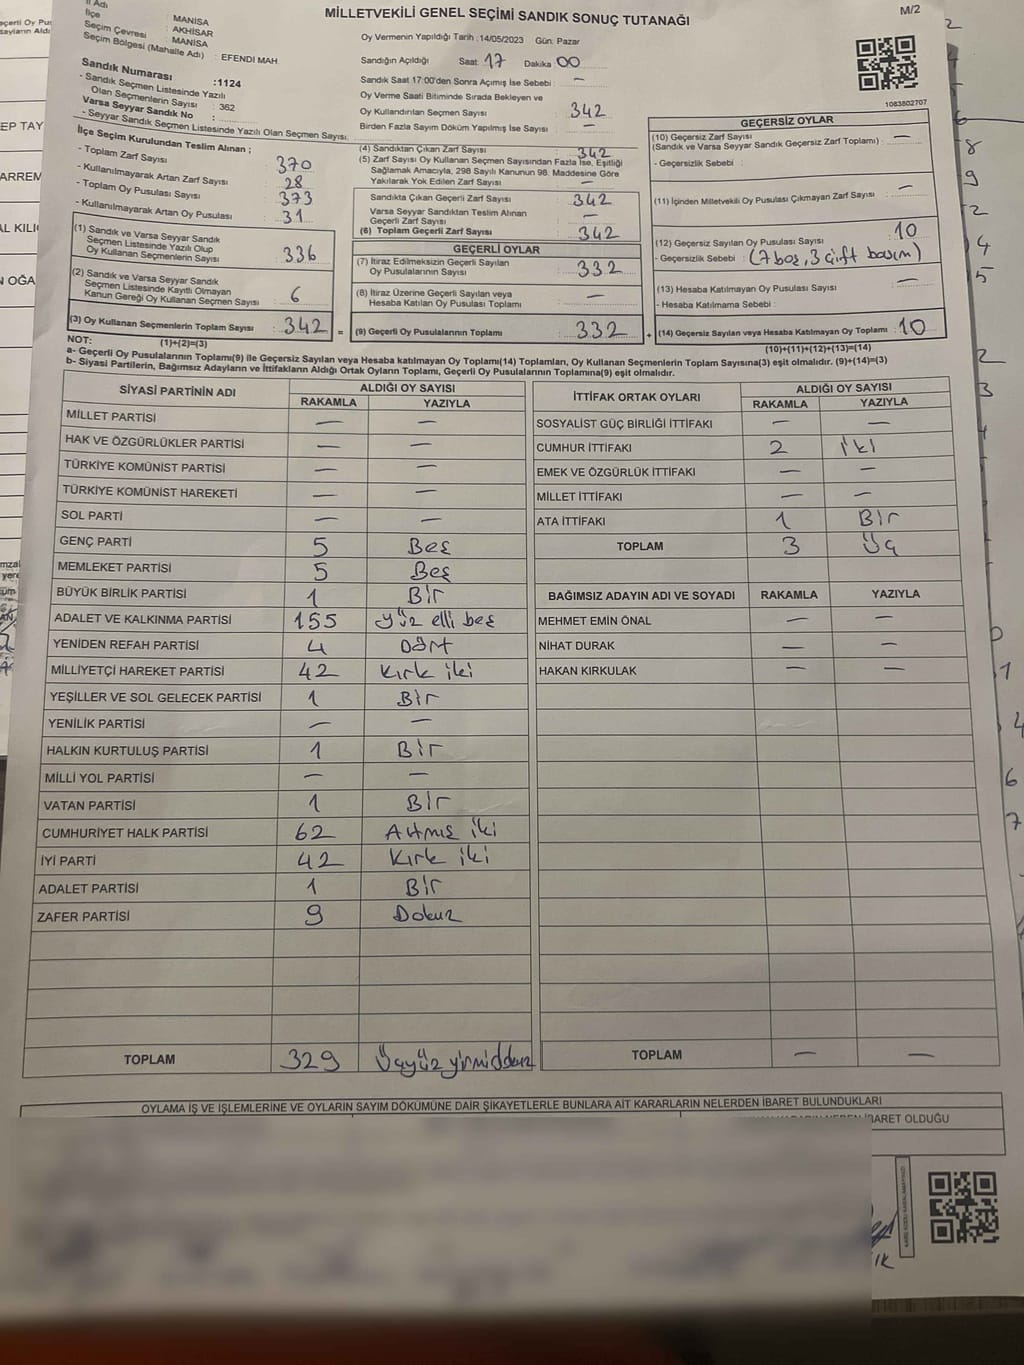 MİLLETVEKİLİ GENEL SEÇİMİ SANDIK SONUÇ TUTANAĞI
M/2
İl Adı : MANİSA
İlçe : AKHİSAR
Seçim Çevresi : MANİSA
Seçim Bölgesi (Mahalle Adı) : EFENDİ MAH
Sandık Numarası :1124
- Sandık Seçmen Listesinde Yazılı
Olan Seçmenlerin Sayısı : 362
Varsa Seyyar Sandık No :
- Seyyar Sandık Seçmen Listesinde Yazılı Olan Seçmen Sayısı:
Oy Vermenin Yapıldığı Tarih :14/05/2023 Gün: Pazar
Sandığın Açıldığı Saat 17 Dakika 00
Sandık Saat 17:00'den Sonra Açımış İse Sebebi : —
Oy Verme Saati Bitiminde Sırada Bekleyen ve
Oy Kullandırılan Seçmen Sayısı : 342
Birden Fazla Sayım Döküm Yapılmış İse Sayısı : —
1083802707
İlçe Seçim Kurulundan Teslim Alınan ;
- Toplam Zarf Sayısı : 370
- Kullanılmayarak Artan Zarf Sayısı : 28
- Toplam Oy Pusulası Sayısı : 373
- Kullanılmayarak Artan Oy Pusulası : 31
(1) Sandık ve Varsa Seyyar Sandık
Seçmen Listesinde Yazılı Olup
Oy Kullanan Seçmenlerin Sayısı : 336
(2) Sandık ve Varsa Seyyar Sandık
Seçmen Listesinde Kayıtlı Olmayan
Kanun Gereği Oy Kullanan Seçmen Sayısı : 6
(3) Oy Kullanan Seçmenlerin Toplam Sayısı : 342 =
(1)+(2)=(3)
(4) Sandıktan Çıkan Zarf Sayısı : 342
(5) Zarf Sayısı Oy Kullanan Seçmen Sayısından Fazla İse, Eşitliği
Sağlamak Amacıyla, 298 Sayılı Kanunun 98. Maddesine Göre
Yakılarak Yok Edilen Zarf Sayısı : —
Sandıkta Çıkan Geçerli Zarf Sayısı : 342
Varsa Seyyar Sandıktan Teslim Alınan
Geçerli Zarf Sayısı : —
(6) Toplam Geçerli Zarf Sayısı : 342
GEÇERLİ OYLAR
(7) İtiraz Edilmeksizin Geçerli Sayılan
Oy Pusulalarının Sayısı : 332
(8) İtiraz Üzerine Geçerli Sayılan veya
Hesaba Katılan Oy Pusulası Toplamı : —
(9) Geçerli Oy Pusulalarının Toplamı : 332 +
GEÇERSİZ OYLAR
(10) Geçersiz Zarf Sayısı : —
(Sandık ve Varsa Seyyar Sandık Geçersiz Zarf Toplamı)
- Geçersizlik Sebebi :
(11) İçinden Milletvekili Oy Pusulası Çıkmayan Zarf Sayısı : —
(12) Geçersiz Sayılan Oy Pusulası Sayısı : 10
- Geçersizlik Sebebi : (7 boş, 3 çift basım)
(13) Hesaba Katılmayan Oy Pusulası Sayısı : —
- Hesaba Katılmama Sebebi :
(14) Geçersiz Sayılan veya Hesaba Katılmayan Oy Toplamı : 10
(10)+(11)+(12)+(13)=(14)
NOT:
a- Geçerli Oy Pusulalarının Toplamı(9) ile Geçersiz Sayılan veya Hesaba katılmayan Oy Toplamı(14) Toplamları, Oy Kullanan Seçmenlerin Toplam Sayısına(3) eşit olmalıdır. (9)+(14)=(3)
b- Siyasi Partilerin, Bağımsız Adayların ve İttifakların Aldığı Ortak Oyların Toplamı, Geçerli Oy Pusulalarının Toplamına(9) eşit olmalıdır.
SİYASİ PARTİNİN ADI ALDIĞI OY SAYISI
RAKAMLA YAZIYLA
MİLLET PARTİSİ — —
HAK VE ÖZGÜRLÜKLER PARTİSİ — —
TÜRKİYE KOMÜNİST PARTİSİ — —
TÜRKİYE KOMÜNİST HAREKETİ — —
SOL PARTİ — —
GENÇ PARTİ 5 Beş
MEMLEKET PARTİSİ 5 Beş
BÜYÜK BİRLİK PARTİSİ 1 Bir
ADALET VE KALKINMA PARTİSİ 155 yüz elli beş
YENİDEN REFAH PARTİSİ 4 Dört
MİLLİYETÇİ HAREKET PARTİSİ 42 Kırk iki
YEŞİLLER VE SOL GELECEK PARTİSİ 1 Bir
YENİLİK PARTİSİ — —
HALKIN KURTULUŞ PARTİSİ 1 Bir
MİLLİ YOL PARTİSİ — —
VATAN PARTİSİ 1 Bir
CUMHURİYET HALK PARTİSİ 62 Atmış iki
İYİ PARTİ 42 Kırk iki
ADALET PARTİSİ 1 Bir
ZAFER PARTİSİ 9 Dokuz
TOPLAM 329 Üçyüz yirmidokuz
İTTİFAK ORTAK OYLARI ALDIĞI OY SAYISI
RAKAMLA YAZIYLA
SOSYALİST GÜÇ BİRLİĞİ İTTİFAKI — —
CUMHUR İTTİFAKI 2 iki
EMEK VE ÖZGÜRLÜK İTTİFAKI — —
MİLLET İTTİFAKI — —
ATA İTTİFAKI 1 Bir
TOPLAM 3 Üç
BAĞIMSIZ ADAYIN ADI VE SOYADI RAKAMLA YAZIYLA
MEHMET EMİN ÖNAL — —
NİHAT DURAK — —
HAKAN KIRKULAK — —
TOPLAM — —
OYLAMA İŞ VE İŞLEMLERİNE VE OYLARIN SAYIM DÖKÜMÜNE DAİR ŞİKAYETLERLE BUNLARA AİT KARARLARIN NELERDEN İBARET BULUNDUKLARI
İBARET OLDUĞU